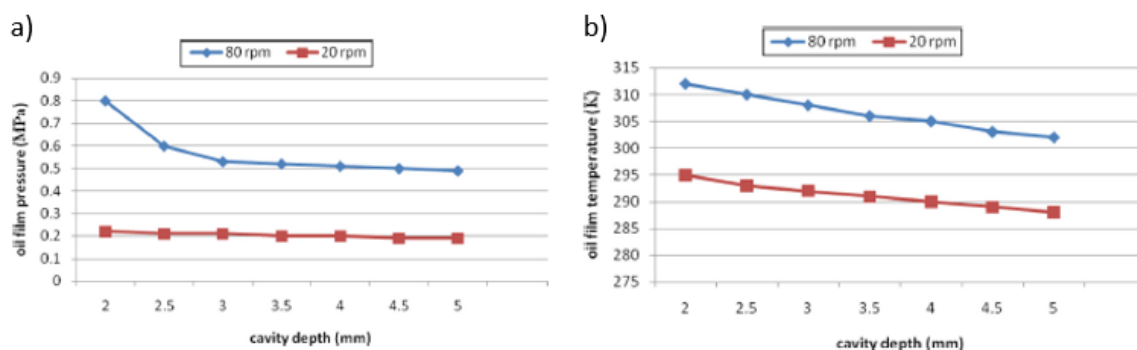 a)
80 rpm 20 rpm
oil film pressure (MPa)
0.9
0.8
0.7
0.6
0.5
0.4
0.3
0.2
0.1
0
2 2.5 3 3.5 4 4.5 5
cavity depth (mm)
b)
80 rpm 20 rpm
oil film temperature (K)
315
310
305
300
295
290
285
280
275
2 2.5 3 3.5 4 4.5 5
cavity depth (mm)